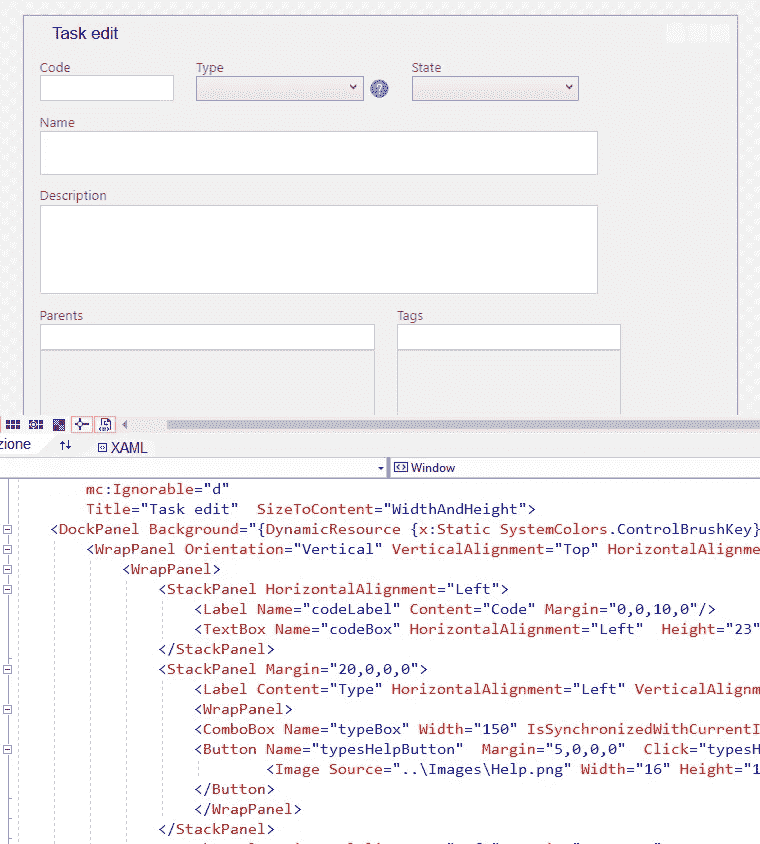 Task edit
Code Type State
Name
Description
Parents Tags
zione XAML
Window
mc:Ignorable="d"
Title="Task edit"  SizeToContent="WidthAndHeight">
<DockPanel Background="{DynamicResource {x:Static SystemColors.ControlBrushKey}
<WrapPanel Orientation="Vertical" VerticalAlignment="Top" HorizontalAlignme
<WrapPanel>
<StackPanel HorizontalAlignment="Left">
<Label Name="codeLabel" Content="Code" Margin="0,0,10,0"/>
<TextBox Name="codeBox" HorizontalAlignment="Left"  Height="23"
</StackPanel>
<StackPanel Margin="20,0,0,0">
<Label Content="Type" HorizontalAlignment="Left" VerticalAlignm
<WrapPanel>
<ComboBox Name="typeBox" Width="150" IsSynchronizedWithCurrentI
<Button Name="typesHelpButton"  Margin="5,0,0,0"  Click="typesH
<Image Source="..\Images\Help.png" Width="16" Height="1
</Button>
</WrapPanel>
</StackPanel>